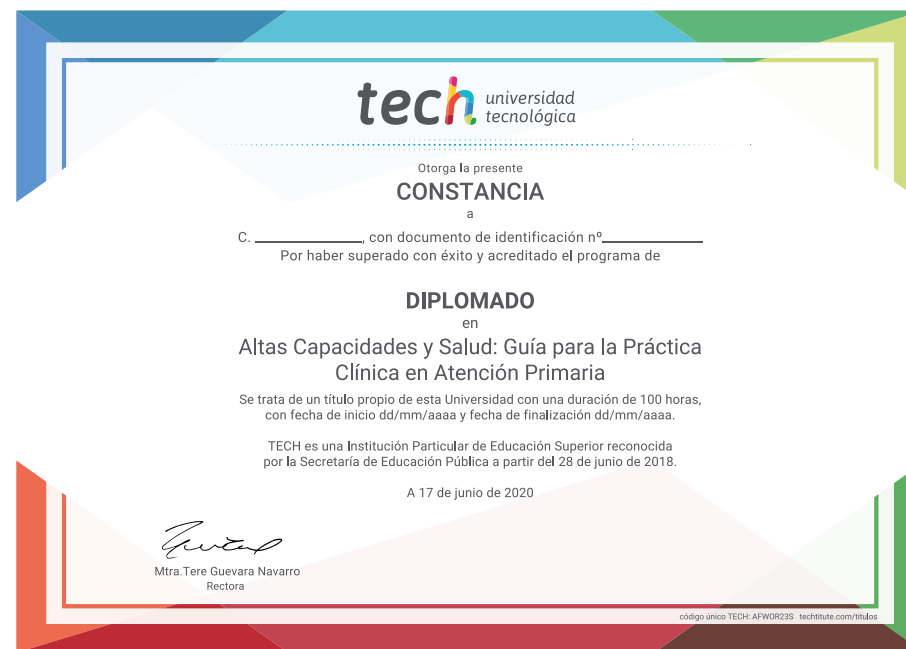 tech universidad
tecnológica
Otorga la presente
CONSTANCIA
a
C. ____________, con documento de identificación nº____________
Por haber superado con éxito y acreditado el programa de
DIPLOMADO
en
Altas Capacidades y Salud: Guía para la Práctica
Clínica en Atención Primaria
Se trata de un título propio de esta Universidad con una duración de 100 horas,
con fecha de inicio dd/mm/aaaa y fecha de finalización dd/mm/aaaa.
TECH es una Institución Particular de Educación Superior reconocida
por la Secretaría de Educación Pública a partir del 28 de junio de 2018.
A 17 de junio de 2020
Mtra.Tere Guevara Navarro
Rectora
código único TECH: AFWOR23S techtitute.com/titulos